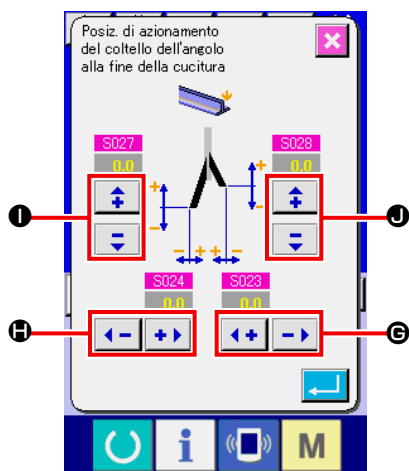 Posiz. di azionamento
del coltello dell'angolo
alla fine della cucitura
S027
0.0
S028
0.0
I
J
S024
0.0
S023
0.0
H
G
M